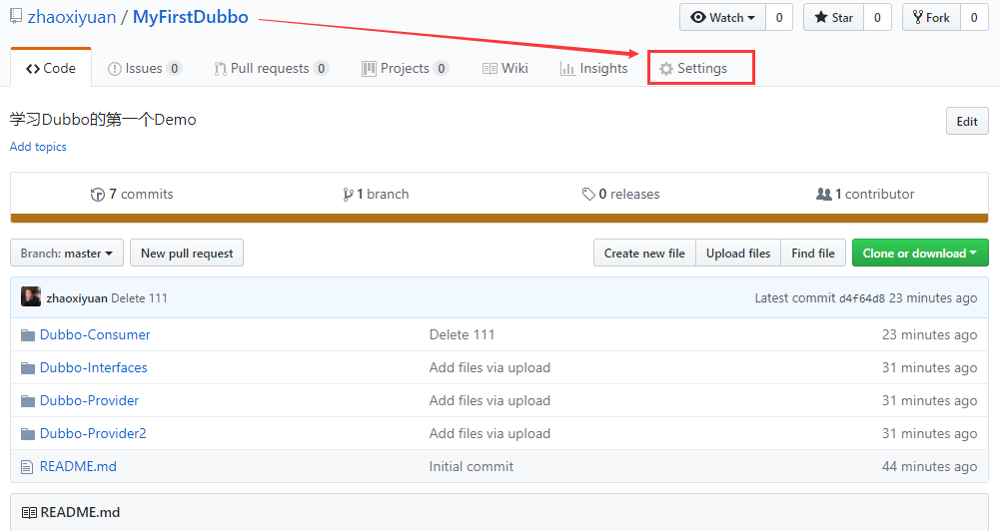 zhaoxiyuan / MyFirstDubbo Watch 0 Star 0 Fork 0
Code Issues 0 Pull requests 0 Projects 0 Wiki Insights Settings
学习Dubbo的第一个Demo Edit
Add topics
7 commits 1 branch 0 releases 1 contributor
Branch: master New pull request Create new file Upload files Find file Clone or download
zhaoxiyuan Delete 111 Latest commit d4f64d8 23 minutes ago
Dubbo-Consumer Delete 111 23 minutes ago
Dubbo-Interfaces Add files via upload 31 minutes ago
Dubbo-Provider Add files via upload 31 minutes ago
Dubbo-Provider2 Add files via upload 31 minutes ago
README.md Initial commit 44 minutes ago
README.md